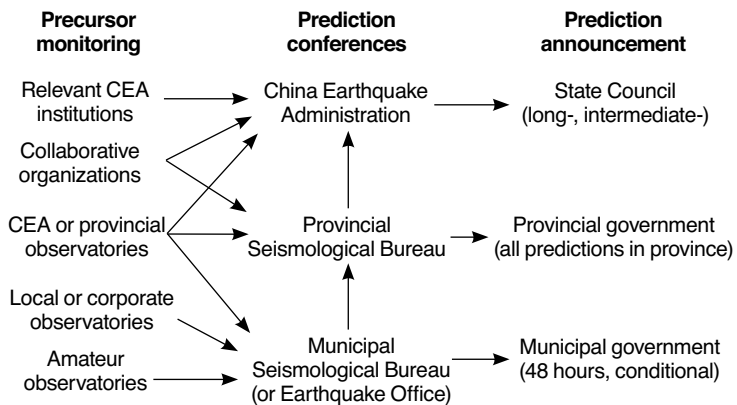 Precursor
monitoring
Prediction
conferences
Prediction
announcement
Relevant CEA
institutions
China Earthquake
Administration
State Council
(long-, intermediate-)
Collaborative
organizations
CEA or provincial
observatories
Provincial
Seismological Bureau
Provincial government
(all predictions in province)
Local or corporate
observatories
Amateur
observatories
Municipal
Seismological Bureau
(or Earthquake Office)
Municipal government
(48 hours, conditional)